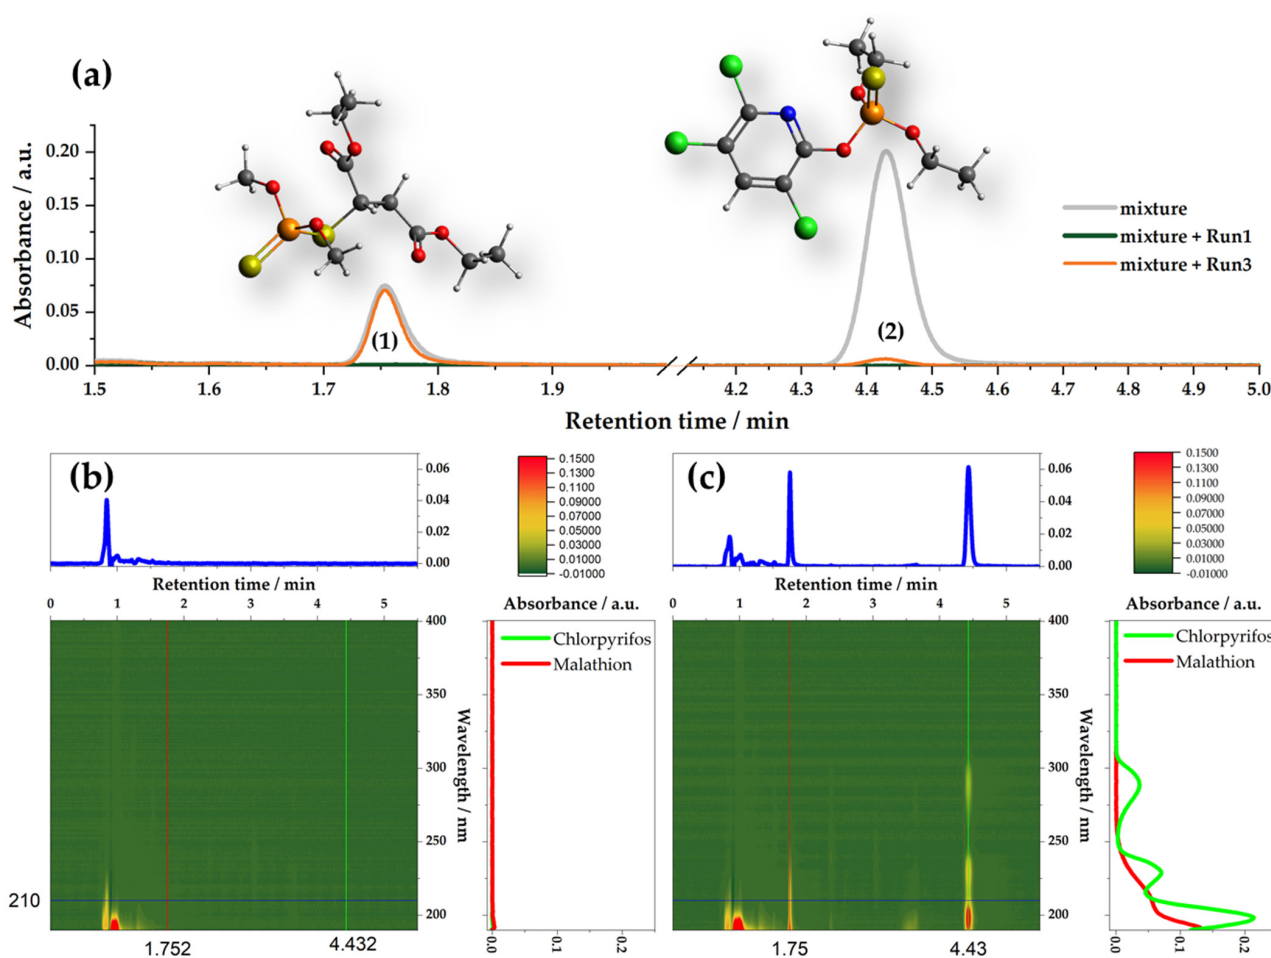 (a)
0.20
0.15
0.10
0.05
0.00
Absorbance / a.u.
(1)
(2)
mixture
mixture + Run1
mixture + Run3
1.5 1.6 1.7 1.8 1.9 4.2 4.3 4.4 4.5 4.6 4.7 4.8 4.9 5.0
Retention time / min
(b)
0.06
0.04
0.02
0.00
Retention time / min
0 1 2 3 4 5
0.1500
0.1300
0.1100
0.09000
0.07000
0.05000
0.03000
0.01000
-0.01000
Absorbance / a.u.
Chlorpyrifos
Malathion
400
350
300
250
200
Wavelength / nm
210
1.752
4.432
0.0 0.1 0.2
(c)
0.06
0.04
0.02
0.00
Retention time / min
0 1 2 3 4 5
0.1500
0.1300
0.1100
0.09000
0.07000
0.05000
0.03000
0.01000
-0.01000
Absorbance / a.u.
Chlorpyrifos
Malathion
400
350
300
250
200
Wavelength / nm
1.75
4.43
0.0 0.1 0.2